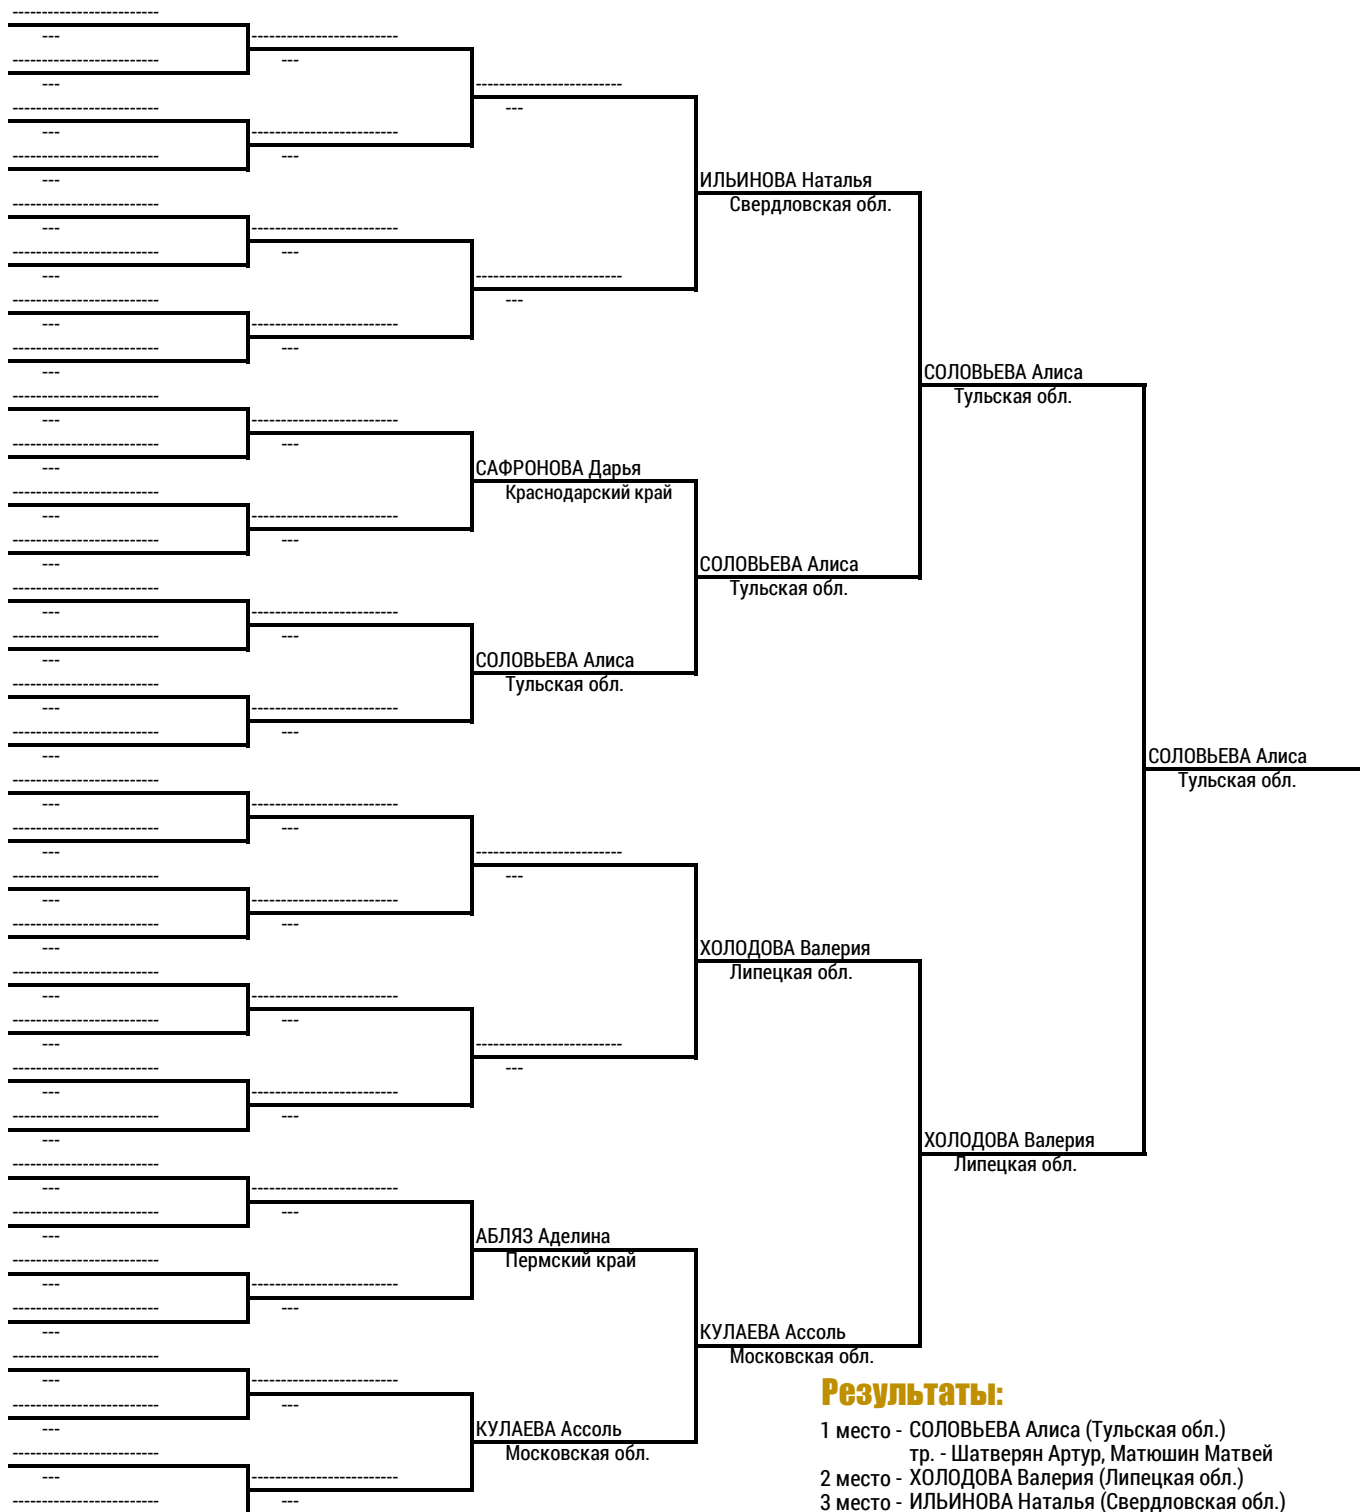 ИЛЬИНОВА Наталья
Свердловская обл.
СОЛОВЬЕВА Алиса
Тульская обл.
САФРОНОВА Дарья
Краснодарский край
СОЛОВЬЕВА Алиса
Тульская обл.
СОЛОВЬЕВА Алиса
Тульская обл.
СОЛОВЬЕВА Алиса
Тульская обл.
ХОЛОДОВА Валерия
Липецкая обл.
ХОЛОДОВА Валерия
Липецкая обл.
АБЛЯЗ Аделина
Пермский край
КУЛАЕВА Ассоль
Московская обл.
КУЛАЕВА Ассоль
Московская обл.
Результаты:
1 место - СОЛОВЬЕВА Алиса (Тульская обл.)
тр. - Шатверян Артур, Матюшин Матвей
2 место - ХОЛОДОВА Валерия (Липецкая обл.)
3 место - ИЛЬИНОВА Наталья (Свердловская обл.)